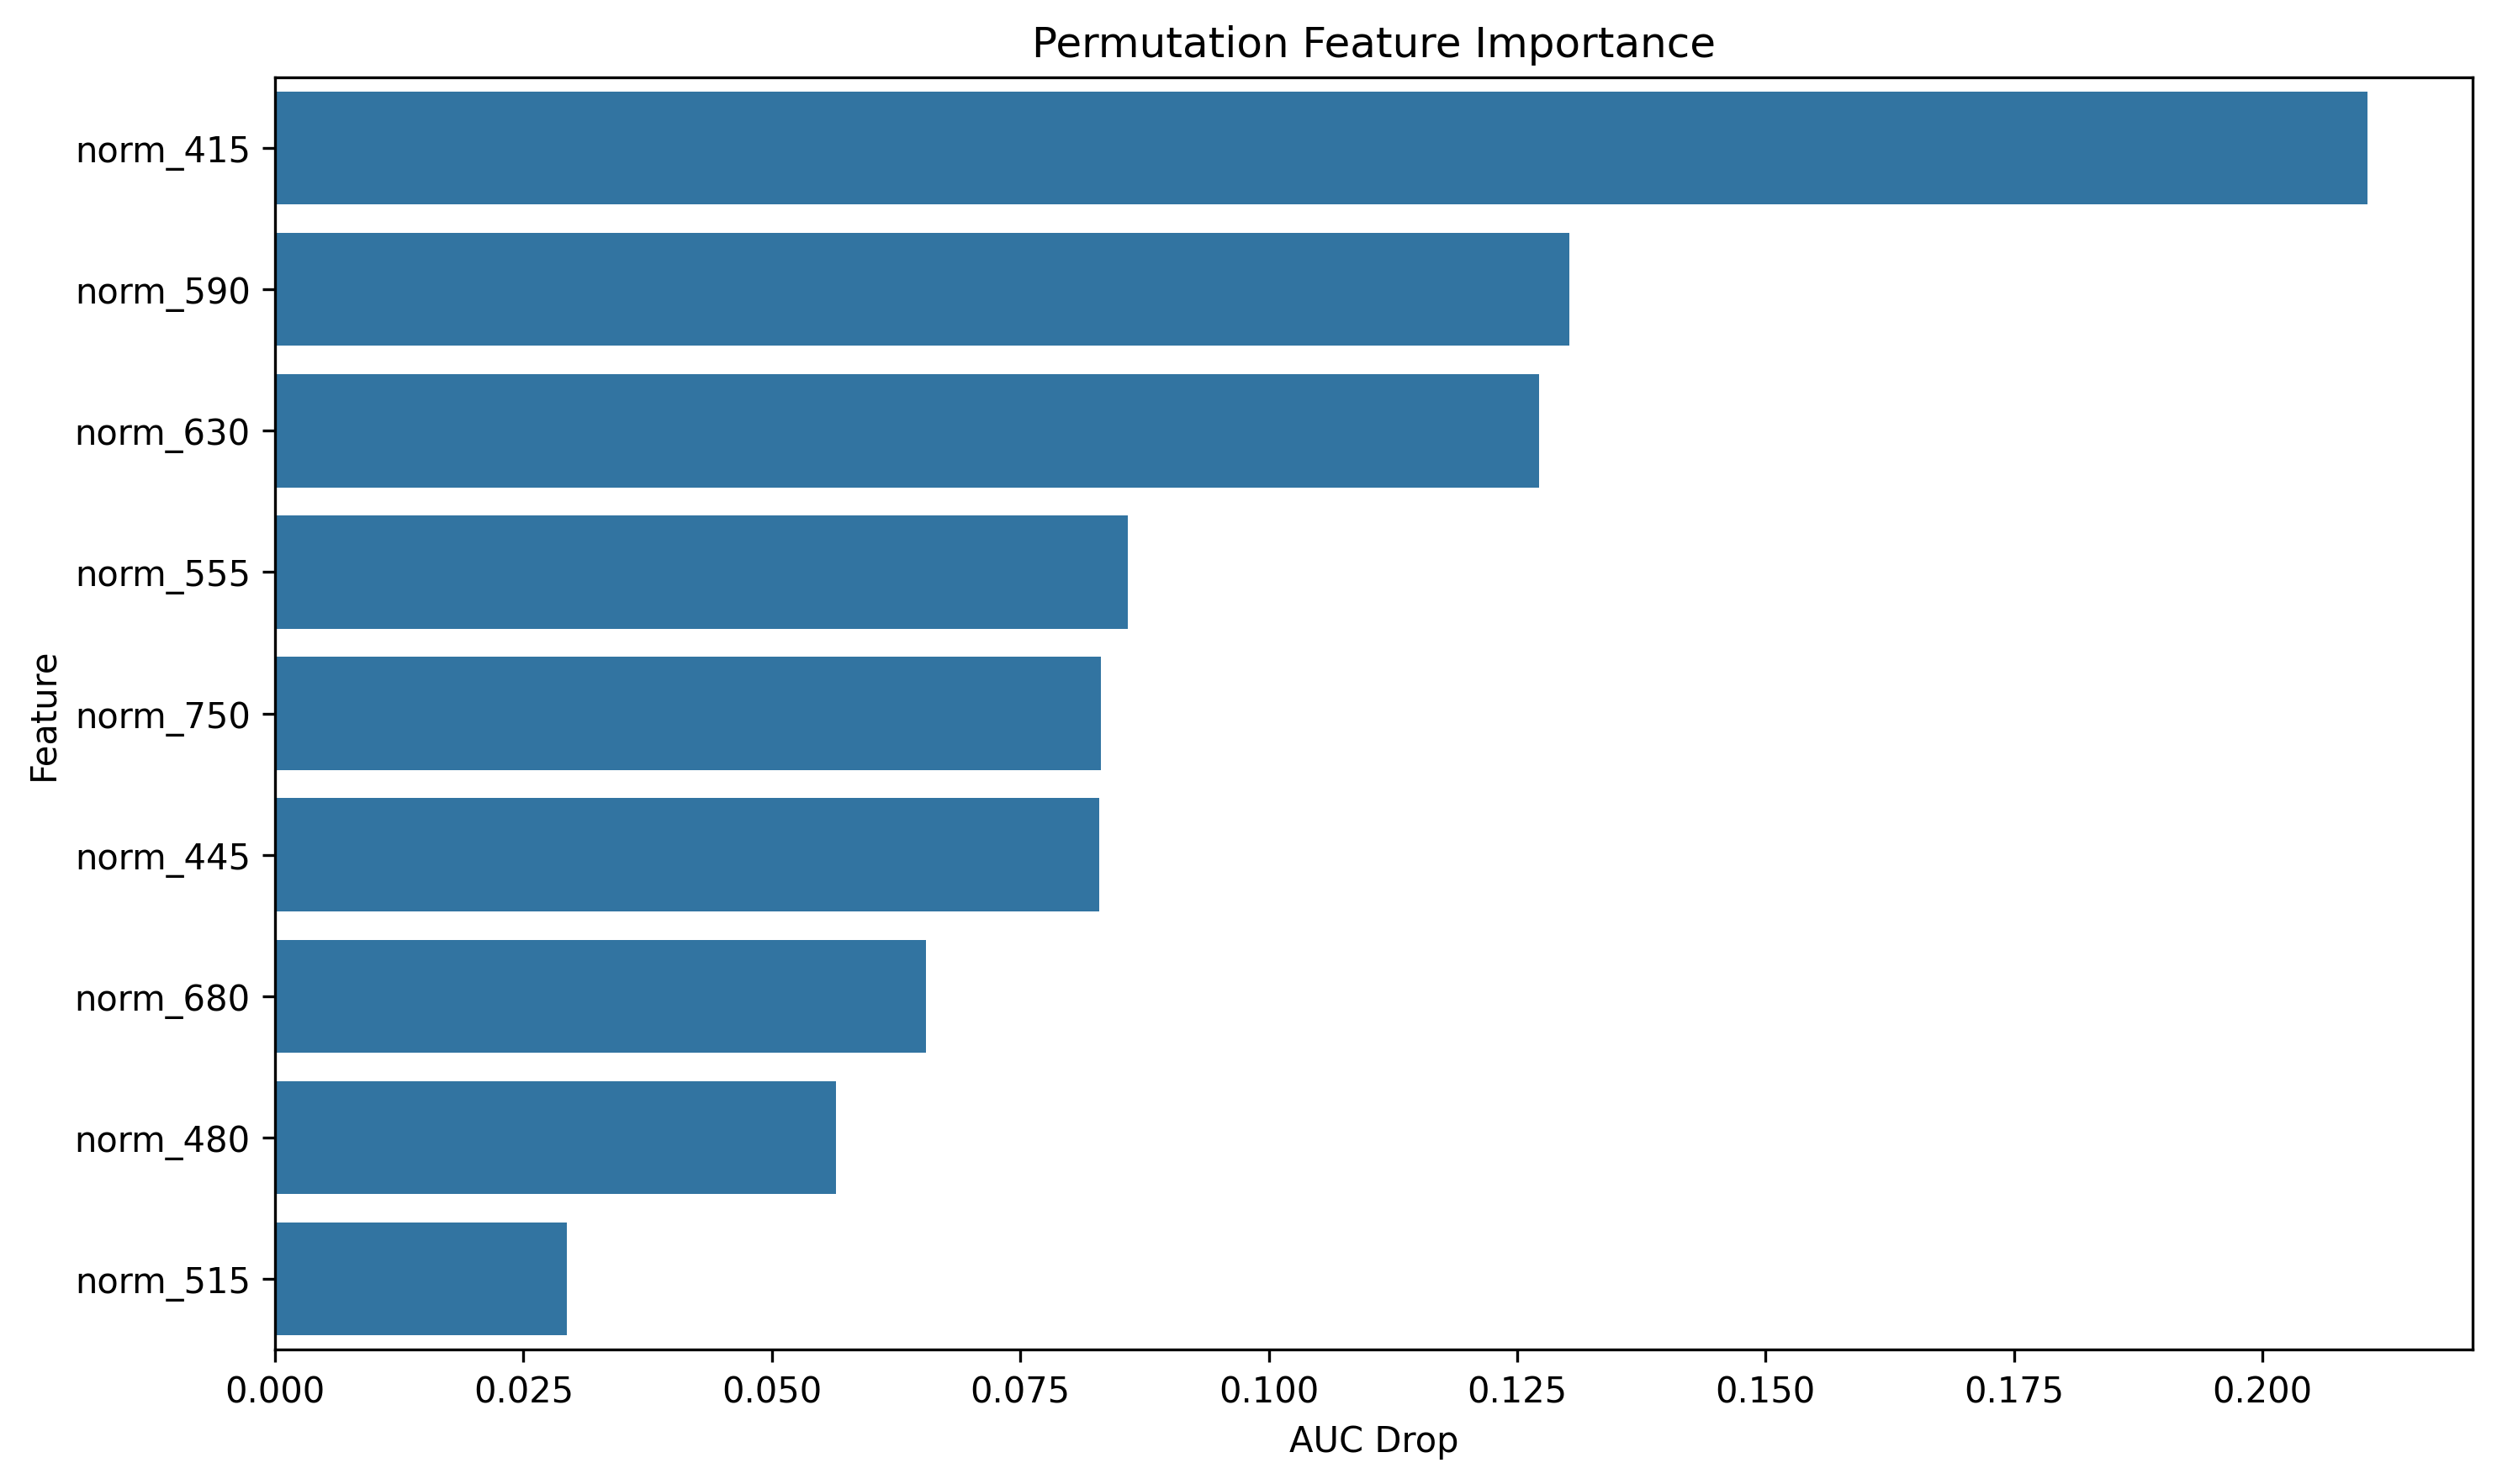 Permutation Feature Importance
Feature
norm_415
norm_590
norm_630
norm_555
norm_750
norm_445
norm_680
norm_480
norm_515
0.000 0.025 0.050 0.075 0.100 0.125 0.150 0.175 0.200
AUC Drop